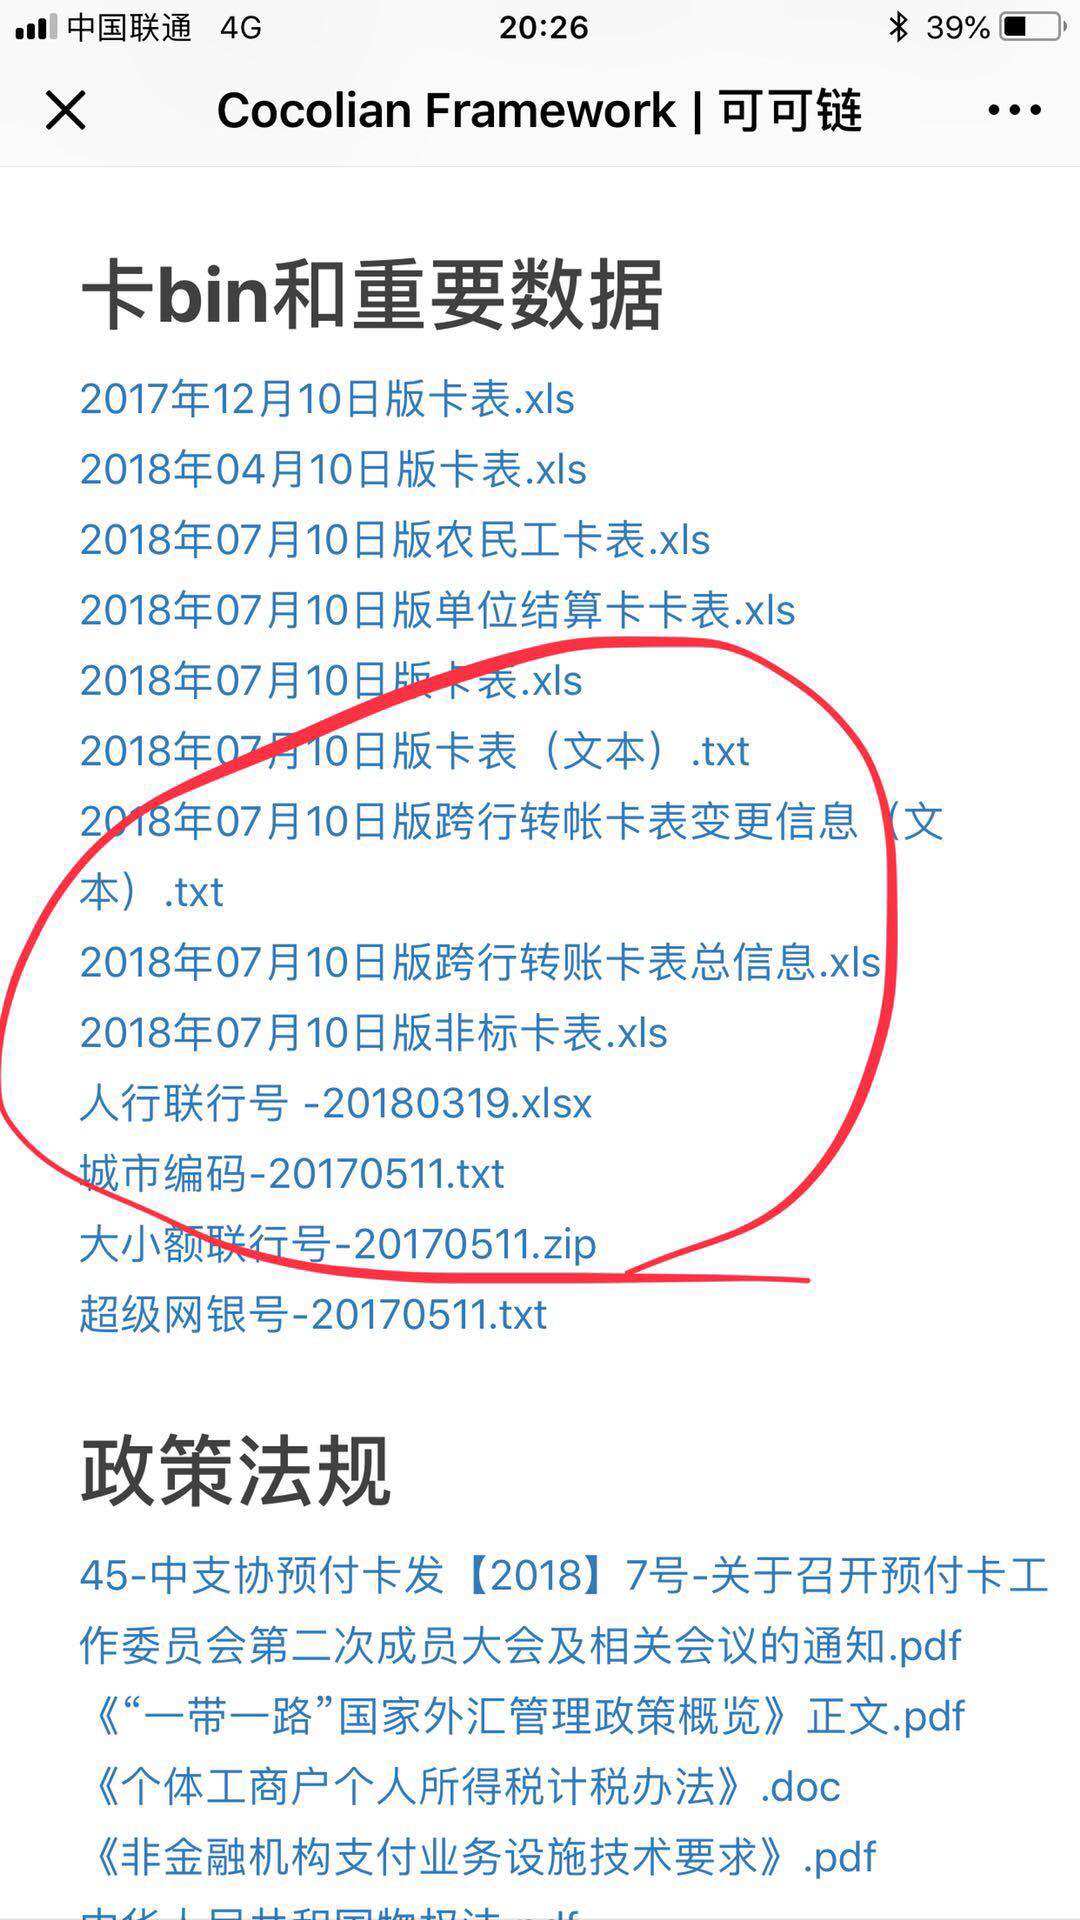 中国联通 4G 20:26 39%
Cocolian Framework | 可可链
卡bin和重要数据
2017年12月10日版卡表.xls
2018年04月10日版卡表.xls
2018年07月10日版农民工卡表.xls
2018年07月10日版单位结算卡卡表.xls
2018年07月10日版卡表.xls
2018年07月10日版卡表（文本）.txt
2018年07月10日版跨行转帐卡表变更信息（文
本）.txt
2018年07月10日版跨行转账卡表总信息.xls
2018年07月10日版非标卡表.xls
人行联行号 -20180319.xlsx
城市编码-20170511.txt
大小额联行号-20170511.zip
超级网银号-20170511.txt
政策法规
45-中支协预付卡发【2018】7号-关于召开预付卡工
作委员会第二次成员大会及相关会议的通知.pdf
《“一带一路”国家外汇管理政策概览》正文.pdf
《个体工商户个人所得税计税办法》.doc
《非金融机构支付业务设施技术要求》.pdf
中华人民共和国物权法.pdf